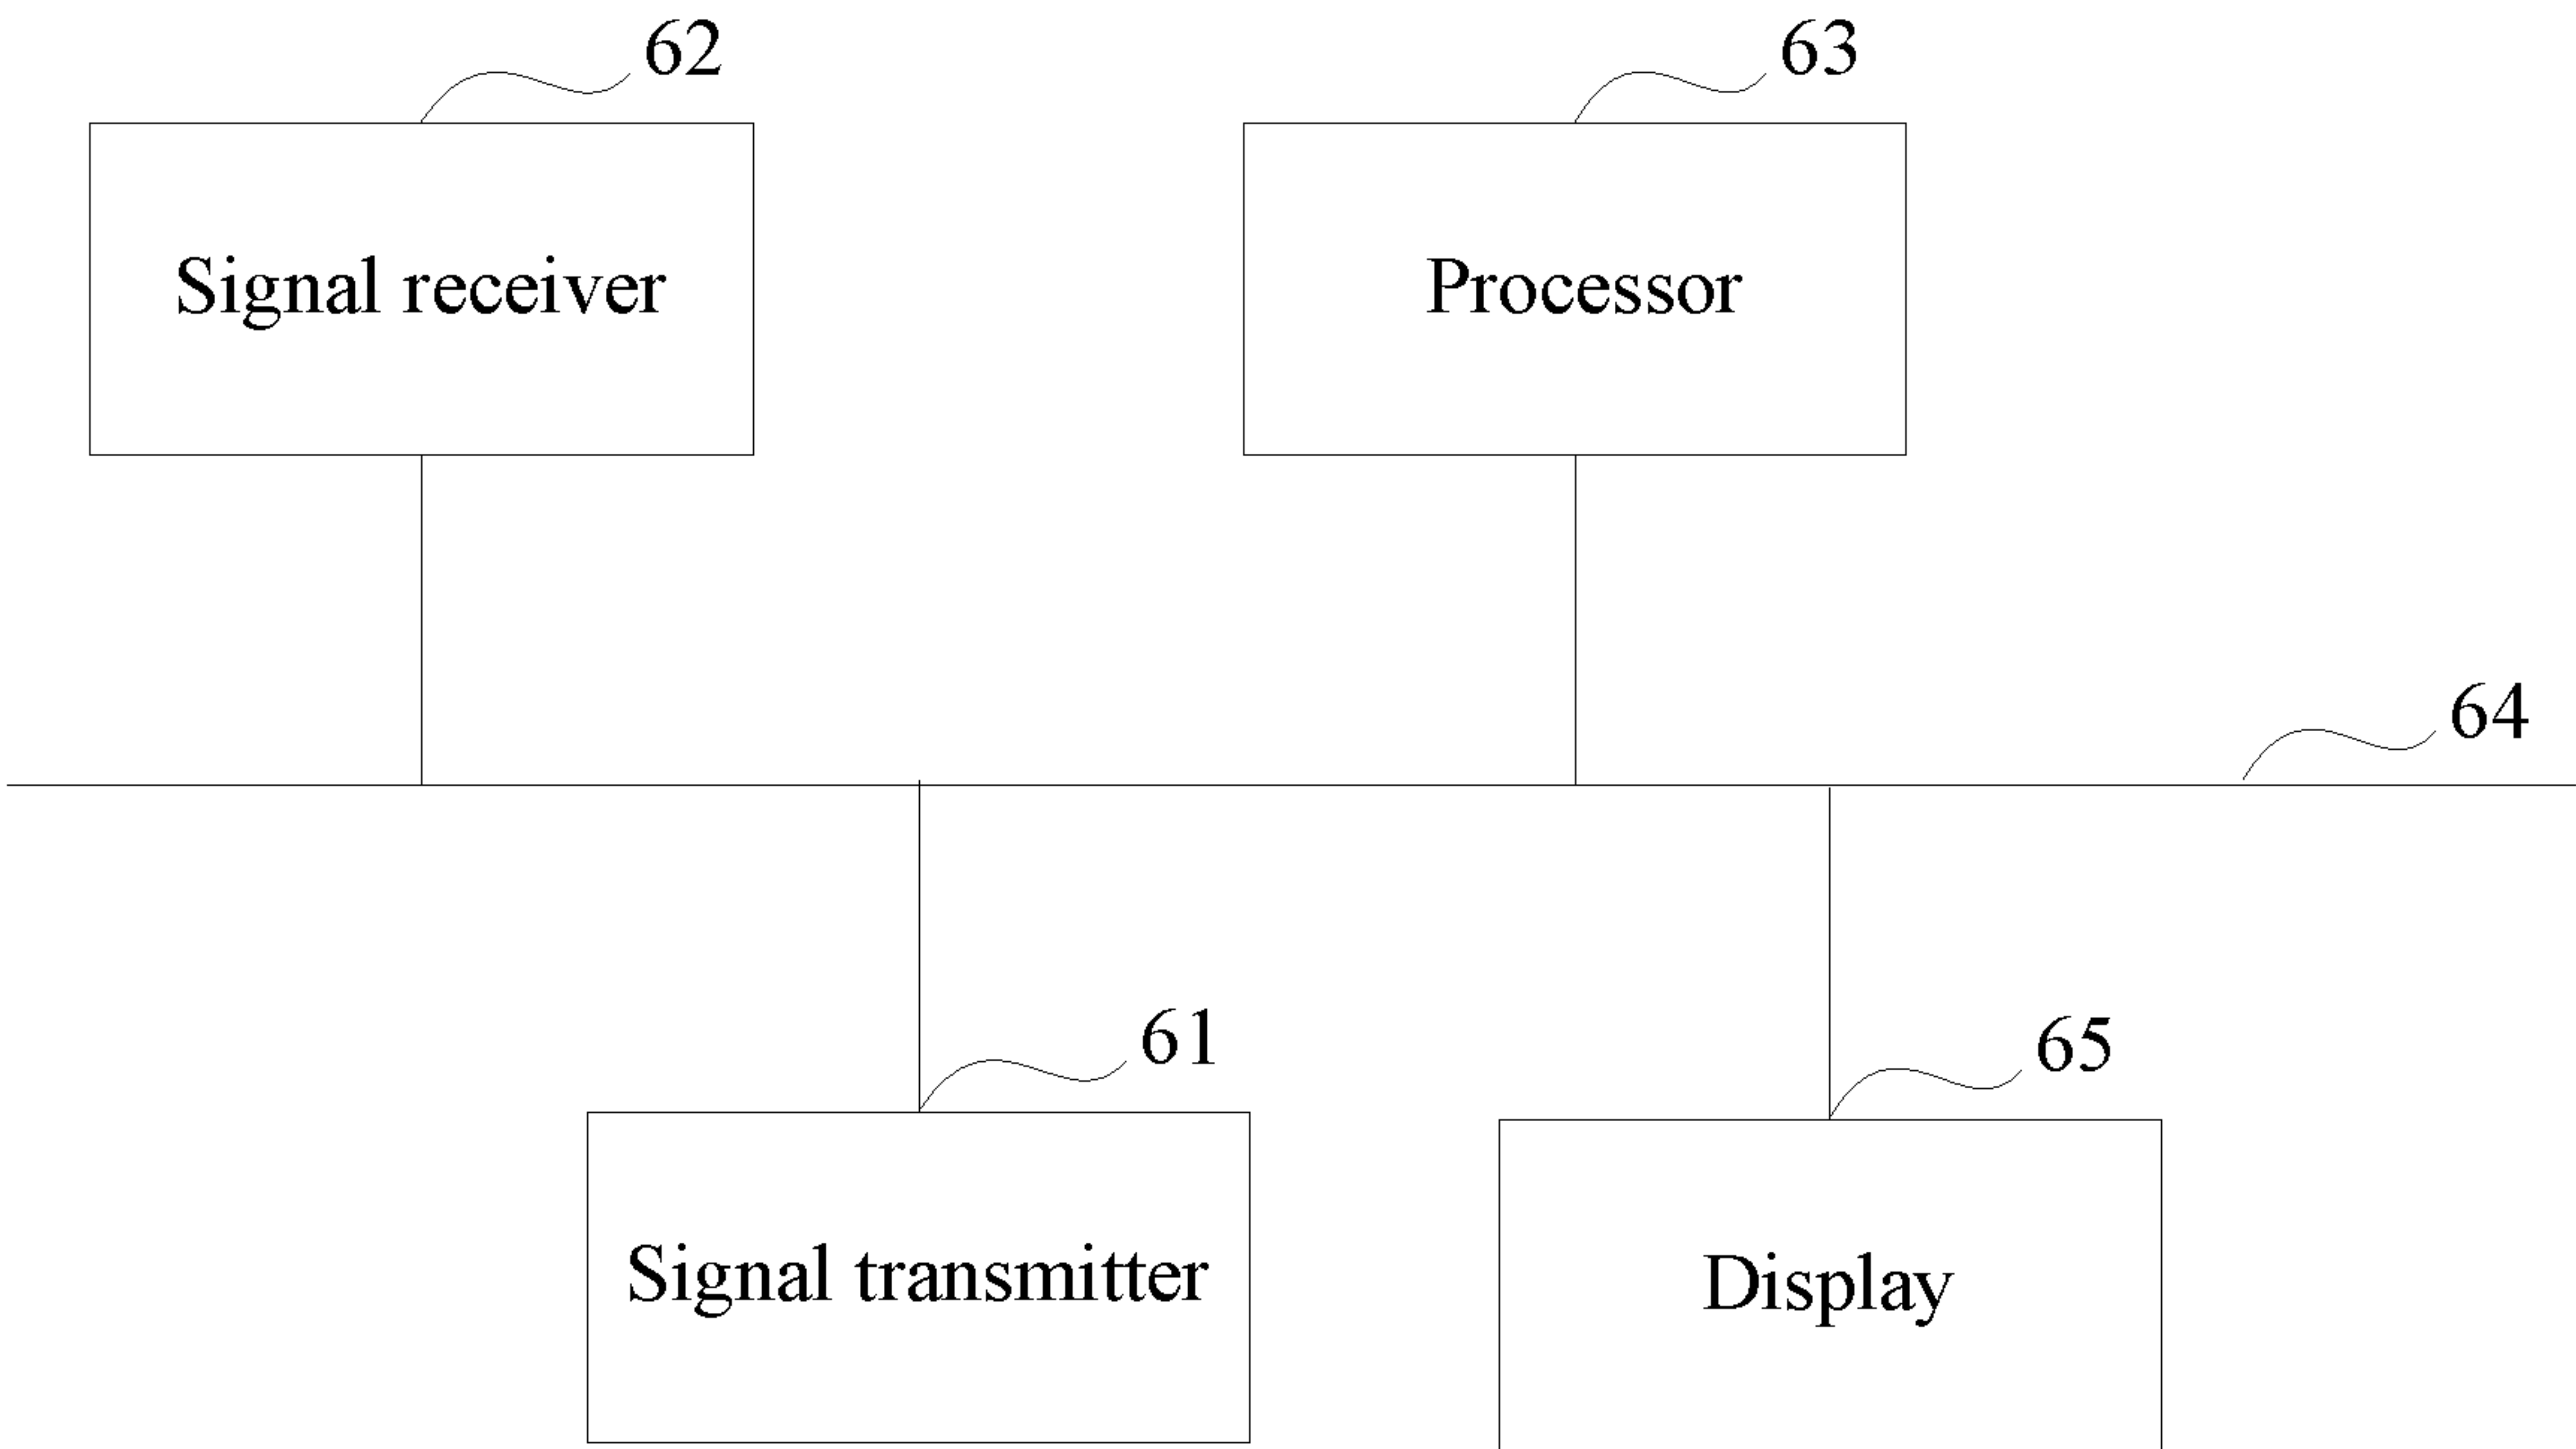 62
63
Signal receiver
Processor
64
61
65
Signal transmitter
Display